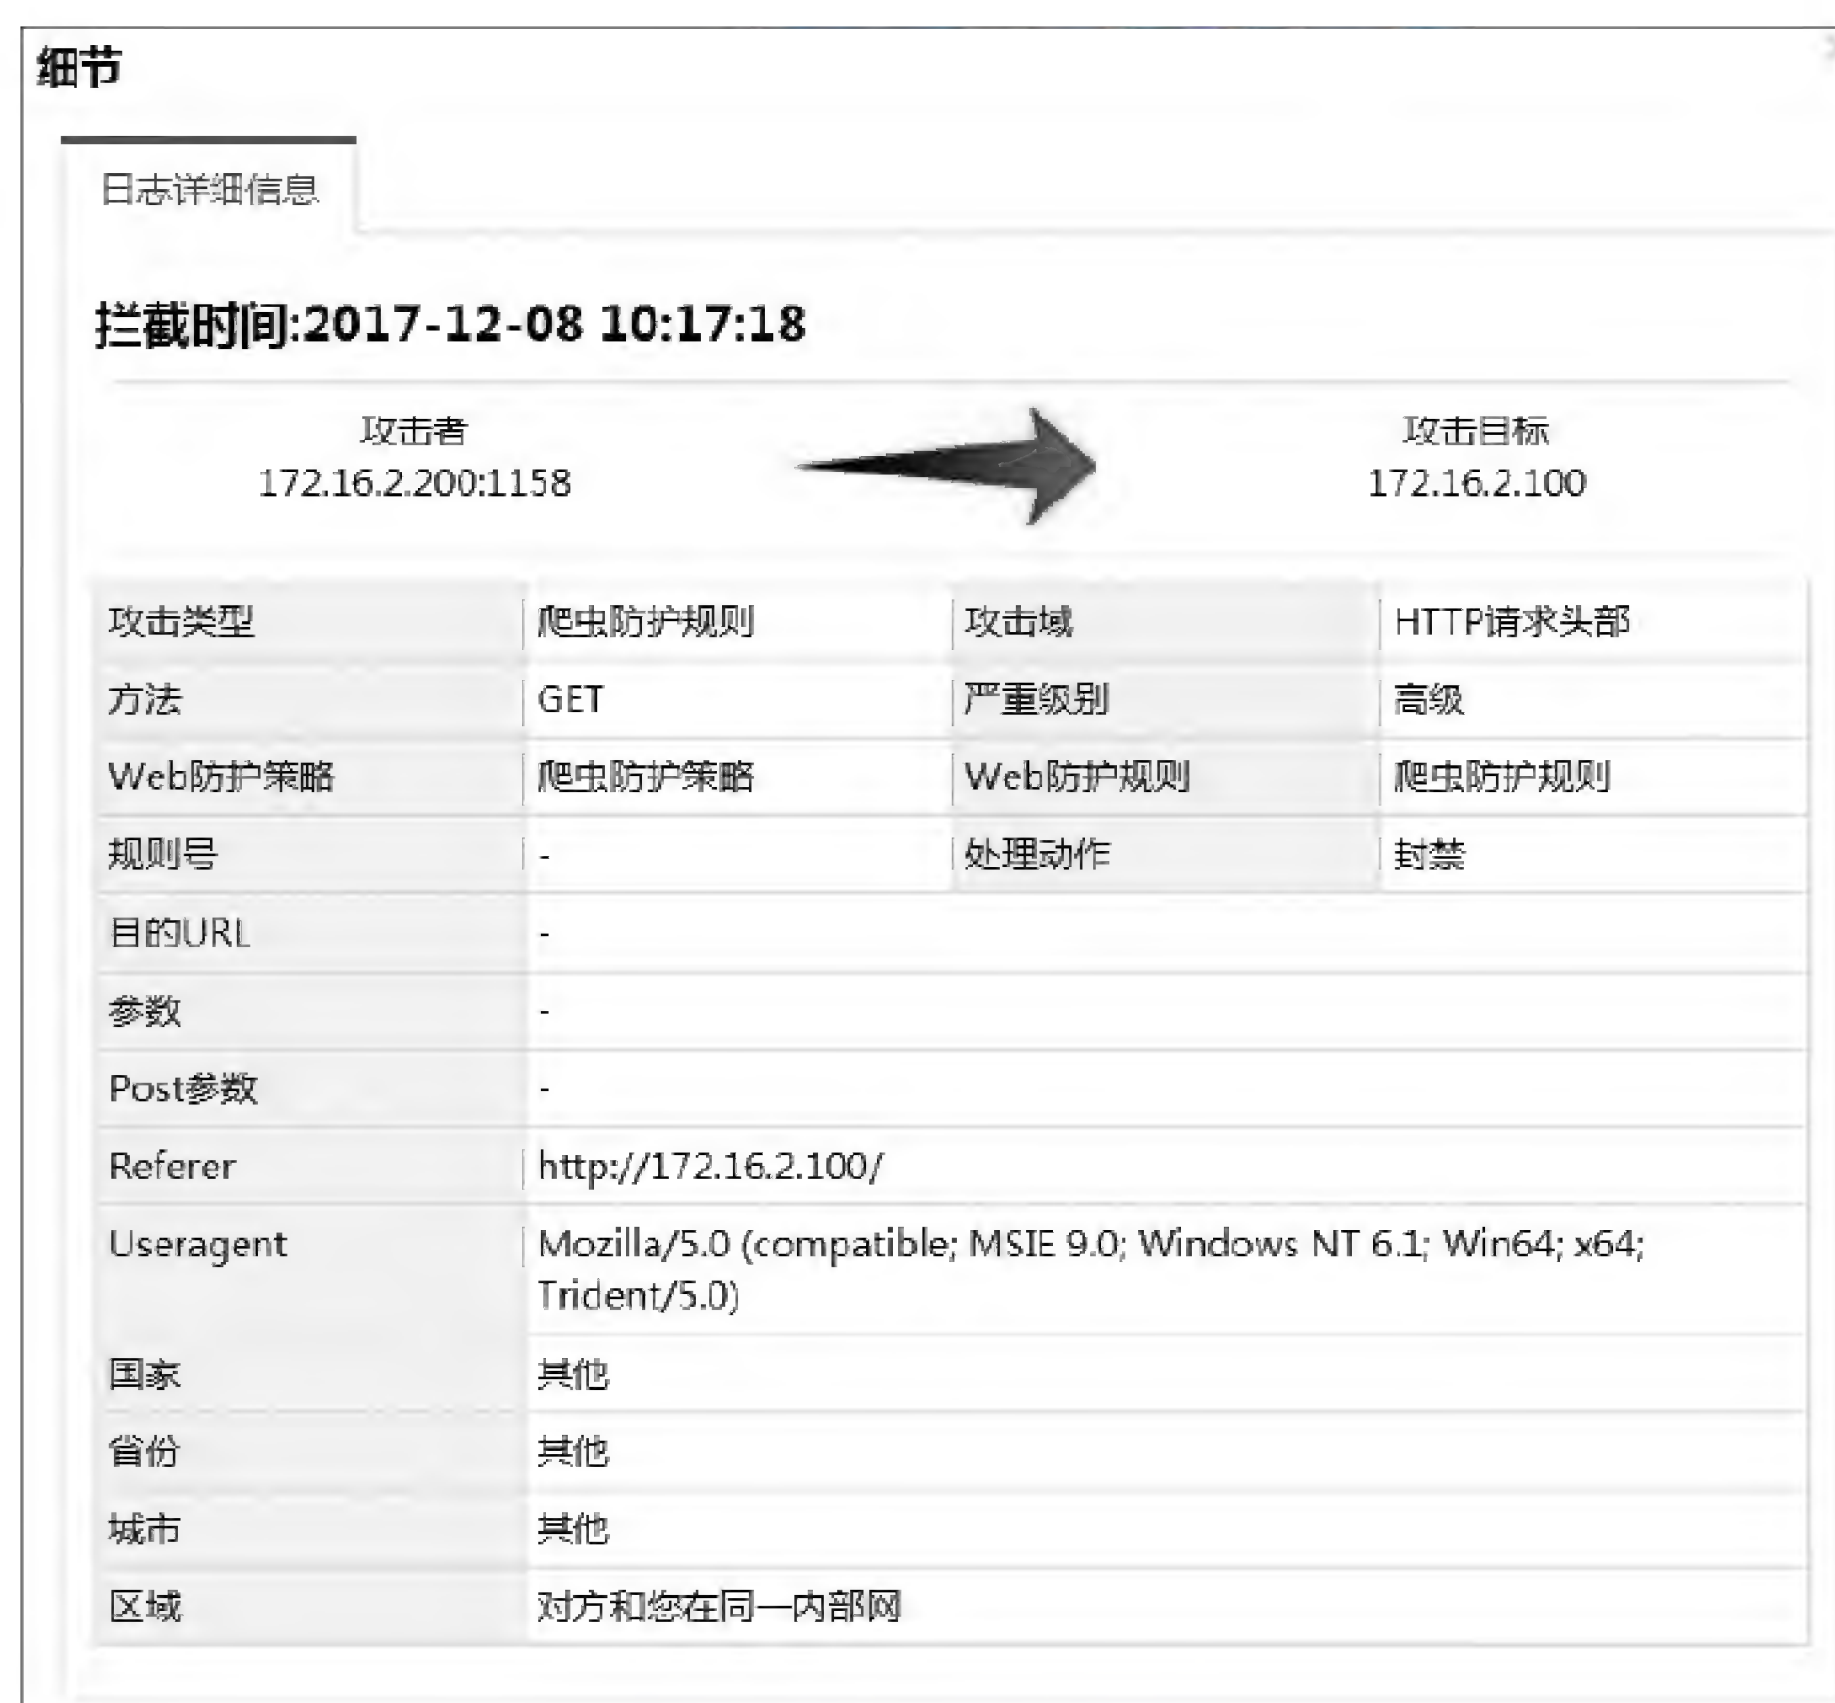 细节
日志详细信息
拦截时间:2017-12-08 10:17:18
攻击者
172.16.2.200:1158
攻击目标
172.16.2.100
攻击类型 爬虫防护规则 攻击域 HTTP请求头部
方法 GET 严重级别 高级
Web防护策略 爬虫防护策略 Web防护规则 爬虫防护规则
规则号 - 处理动作 封禁
目的URL -
参数 -
Post参数 -
Referer http://172.16.2.100/
Useragent Mozilla/5.0 (compatible; MSIE 9.0; Windows NT 6.1; Win64; x64;
Trident/5.0)
国家 其他
省份 其他
城市 其他
区域 对方和您在同一内部网